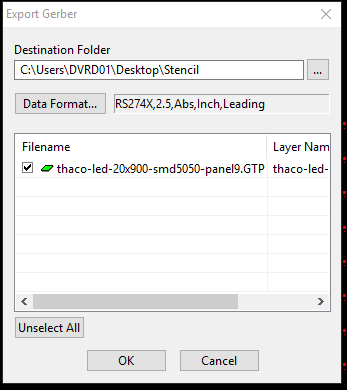 Export Gerber
Destination Folder
C:\Users\DVRD01\Desktop\Stencil
...
Data Format...
RS274X,2.5,Abs,Inch,Leading
Filename Layer Nam
thaco-led-20x900-smd5050-panel9.GTP thaco-led-
Unselect All
OK Cancel